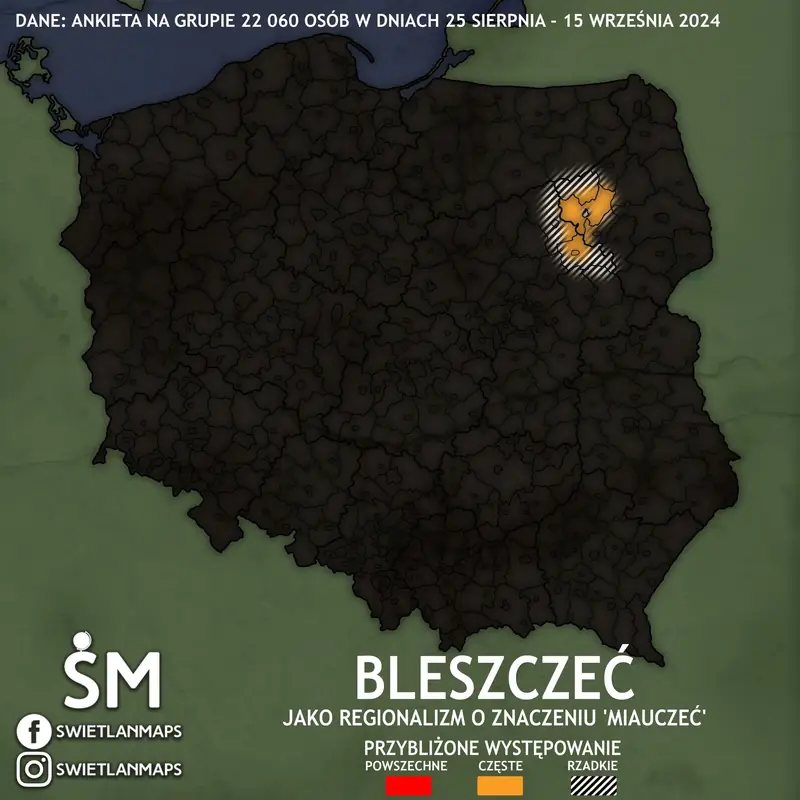 DANE: ANKIETA NA GRUPIE 22 060 OSÓB W DNIACH 25 SIERPNIA - 15 WRZEŚNIA 2024
ŚM
SWIETLANMAPS
SWIETLANMAPS
BLESZCZEĆ
JAKO REGIONALIZM O ZNACZENIU 'MIAUCZEĆ'
PRZYBLIŻONE WYSTĘPOWANIE
POWSZECHNE CZĘSTE RZADKIE